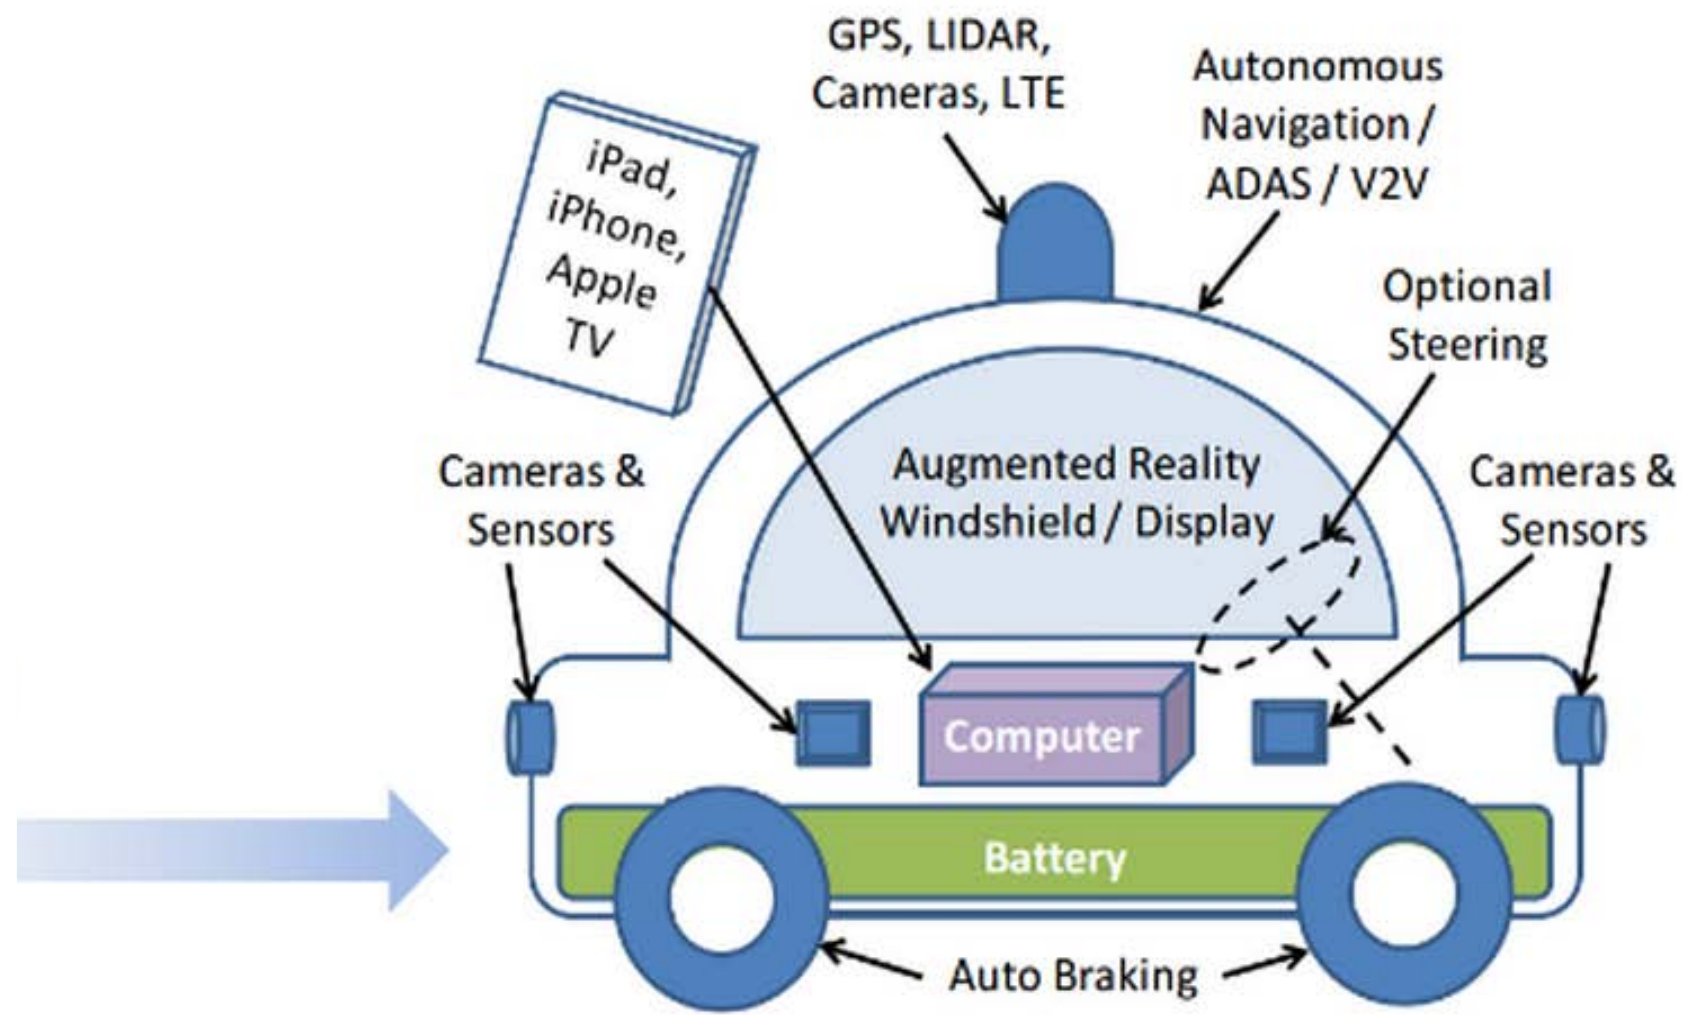 GPS, LIDAR,
Cameras, LTE
Autonomous
Navigation /
ADAS / V2V
iPad,
iPhone,
Apple
TV
Optional
Steering
Augmented Reality
Windshield / Display
Cameras &
Sensors
Cameras &
Sensors
Computer
Battery
Auto Braking